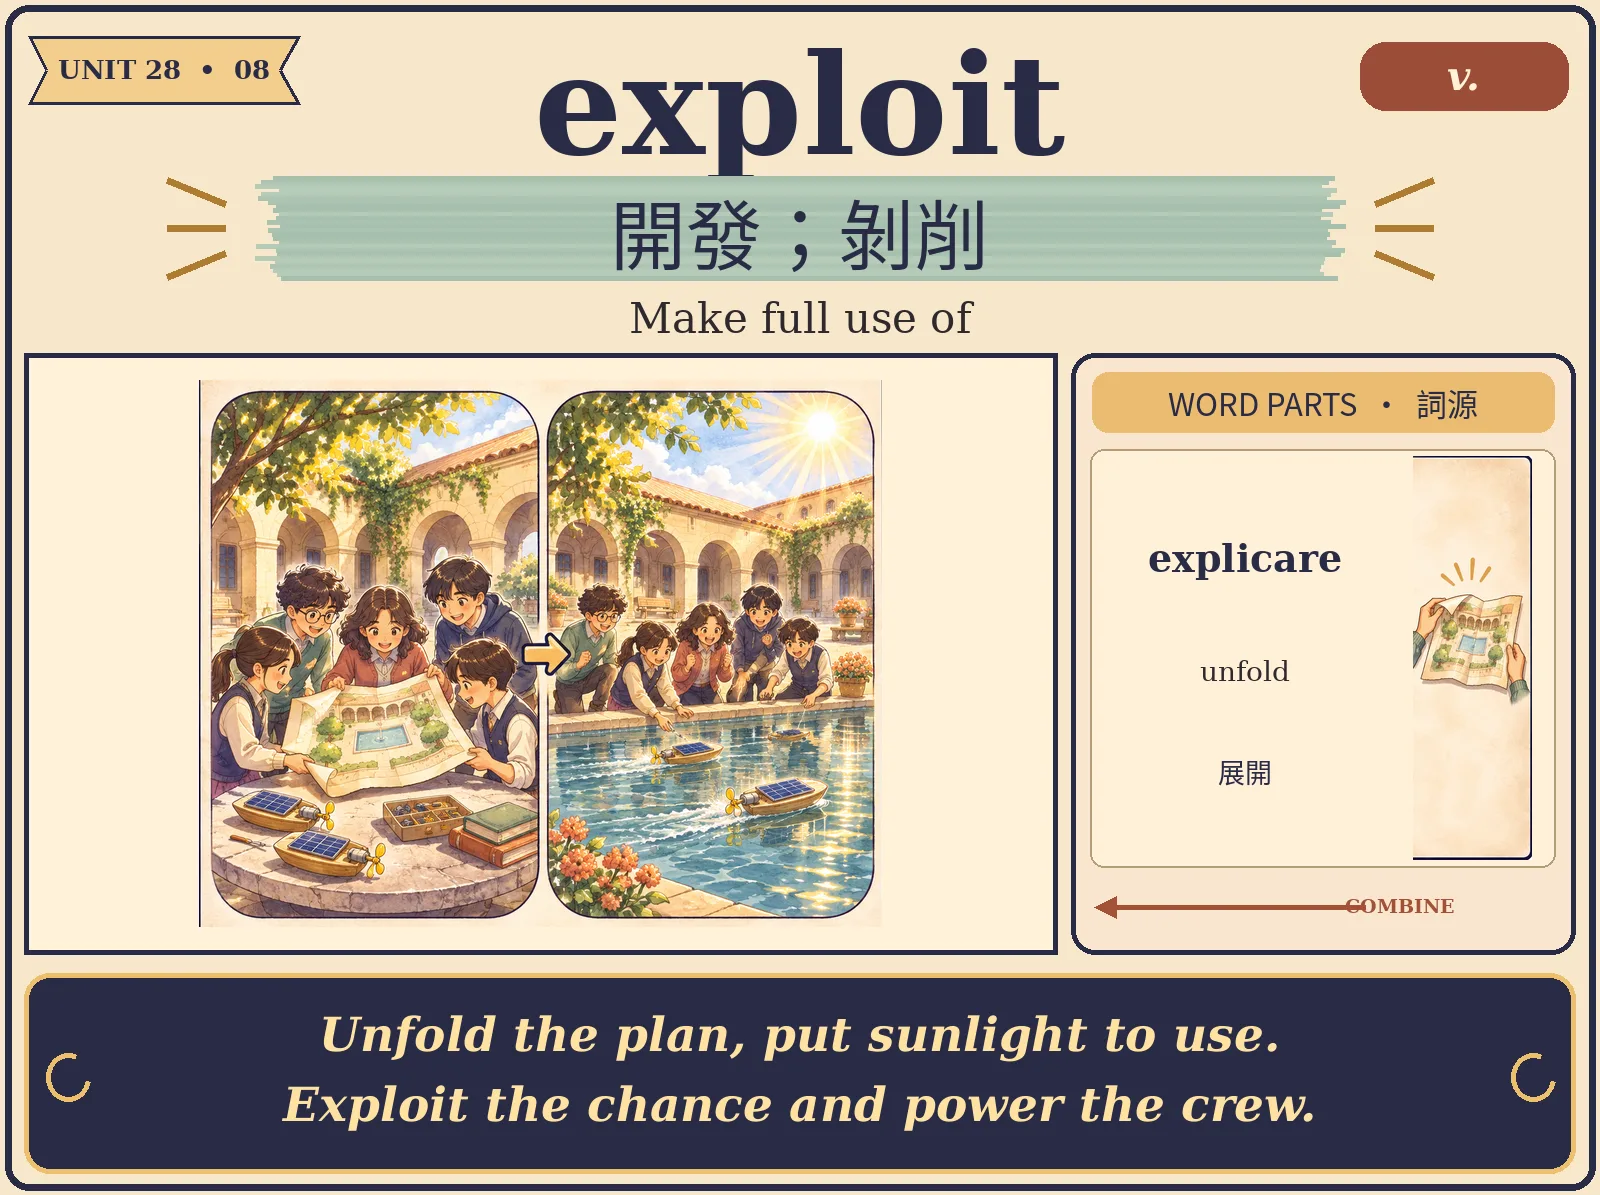 UNIT 28 • 08
exploit
v.
開發；剝削
Make full use of
WORD PARTS · 詞源
explicare
unfold
展開
COMBINE
Unfold the plan, put sunlight to use.
Exploit the chance and power the crew.